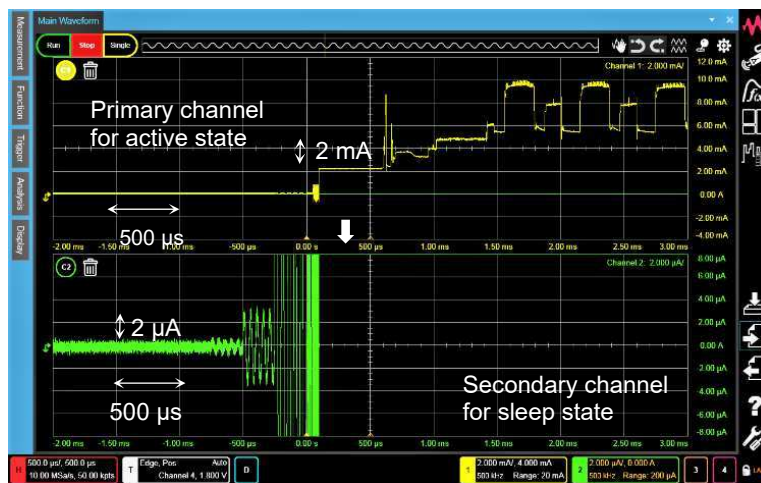 Main Waveform
Measurement
Function
Trigger
Analysis
Display
Run
Stop
Single
C1
Channel 1: 2.000 mA/
Primary channel
for active state
2 mA
500 µs
12.0 mA
10.0 mA
8.00 mA
6.00 mA
4.00 mA
2.00 mA
0.00 A
-2.00 mA
-4.00 mA
-2.00 ms
-1.50 ms
-1.00 ms
-500 µs
0.00 s
500 µs
1.00 ms
1.50 ms
2.00 ms
2.50 ms
3.00 ms
C2
Channel 2: 2.000 µA/
2 µA
500 µs
Secondary channel
for sleep state
8.00 µA
6.00 µA
4.00 µA
2.00 µA
0.00 A
-2.00 µA
-4.00 µA
-6.00 µA
-8.00 µA
-2.00 ms
-1.50 ms
-1.00 ms
-500 µs
0.00 s
500 µs
1.00 ms
1.50 ms
2.00 ms
2.50 ms
3.00 ms
H
500.0 µs/, 500.0 µs
10.00 MSa/s, 50.00 kpts
T
Edge, Pos Auto
Channel 4, 1.800 V
D
1
2.000 mA/, 4.000 mA
500 kHz Range: 20 mA
2
2.000 µA/, 0.000 A
500 kHz Range: 200 µA
3
4